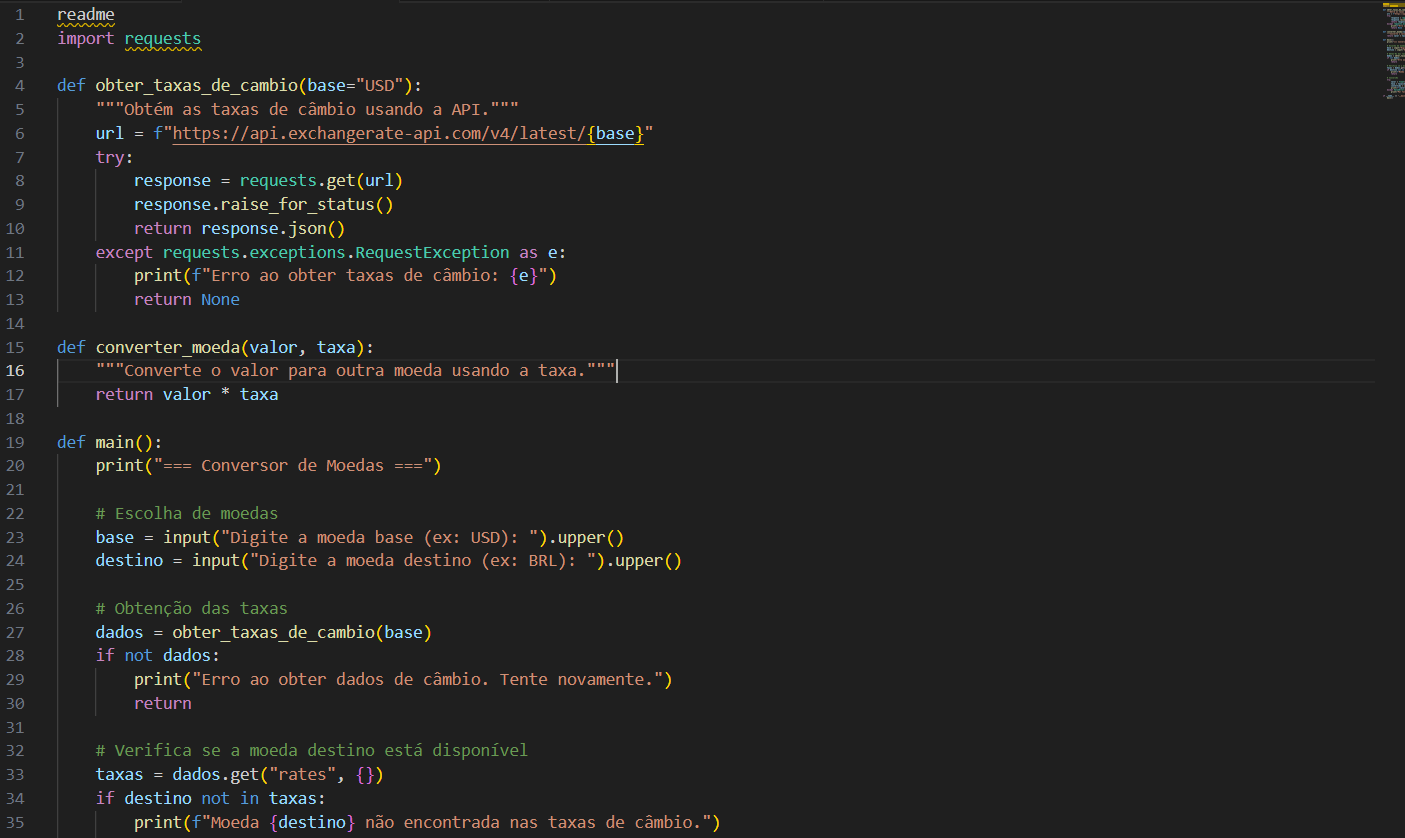 1 readme
2 import requests
3
4 def obter_taxas_de_cambio(base="USD"):
5     """Obtém as taxas de câmbio usando a API."""
6     url = f"https://api.exchangerate-api.com/v4/latest/{base}"
7     try:
8         response = requests.get(url)
9         response.raise_for_status()
10         return response.json()
11     except requests.exceptions.RequestException as e:
12         print(f"Erro ao obter taxas de câmbio: {e}")
13         return None
14
15 def converter_moeda(valor, taxa):
16     """Converte o valor para outra moeda usando a taxa."""
17     return valor * taxa
18
19 def main():
20     print("=== Conversor de Moedas ===")
21
22     # Escolha de moedas
23     base = input("Digite a moeda base (ex: USD): ").upper()
24     destino = input("Digite a moeda destino (ex: BRL): ").upper()
25
26     # Obtenção das taxas
27     dados = obter_taxas_de_cambio(base)
28     if not dados:
29         print("Erro ao obter dados de câmbio. Tente novamente.")
30         return
31
32     # Verifica se a moeda destino está disponível
33     taxas = dados.get("rates", {})
34     if destino not in taxas:
35         print(f"Moeda {destino} não encontrada nas taxas de câmbio.")